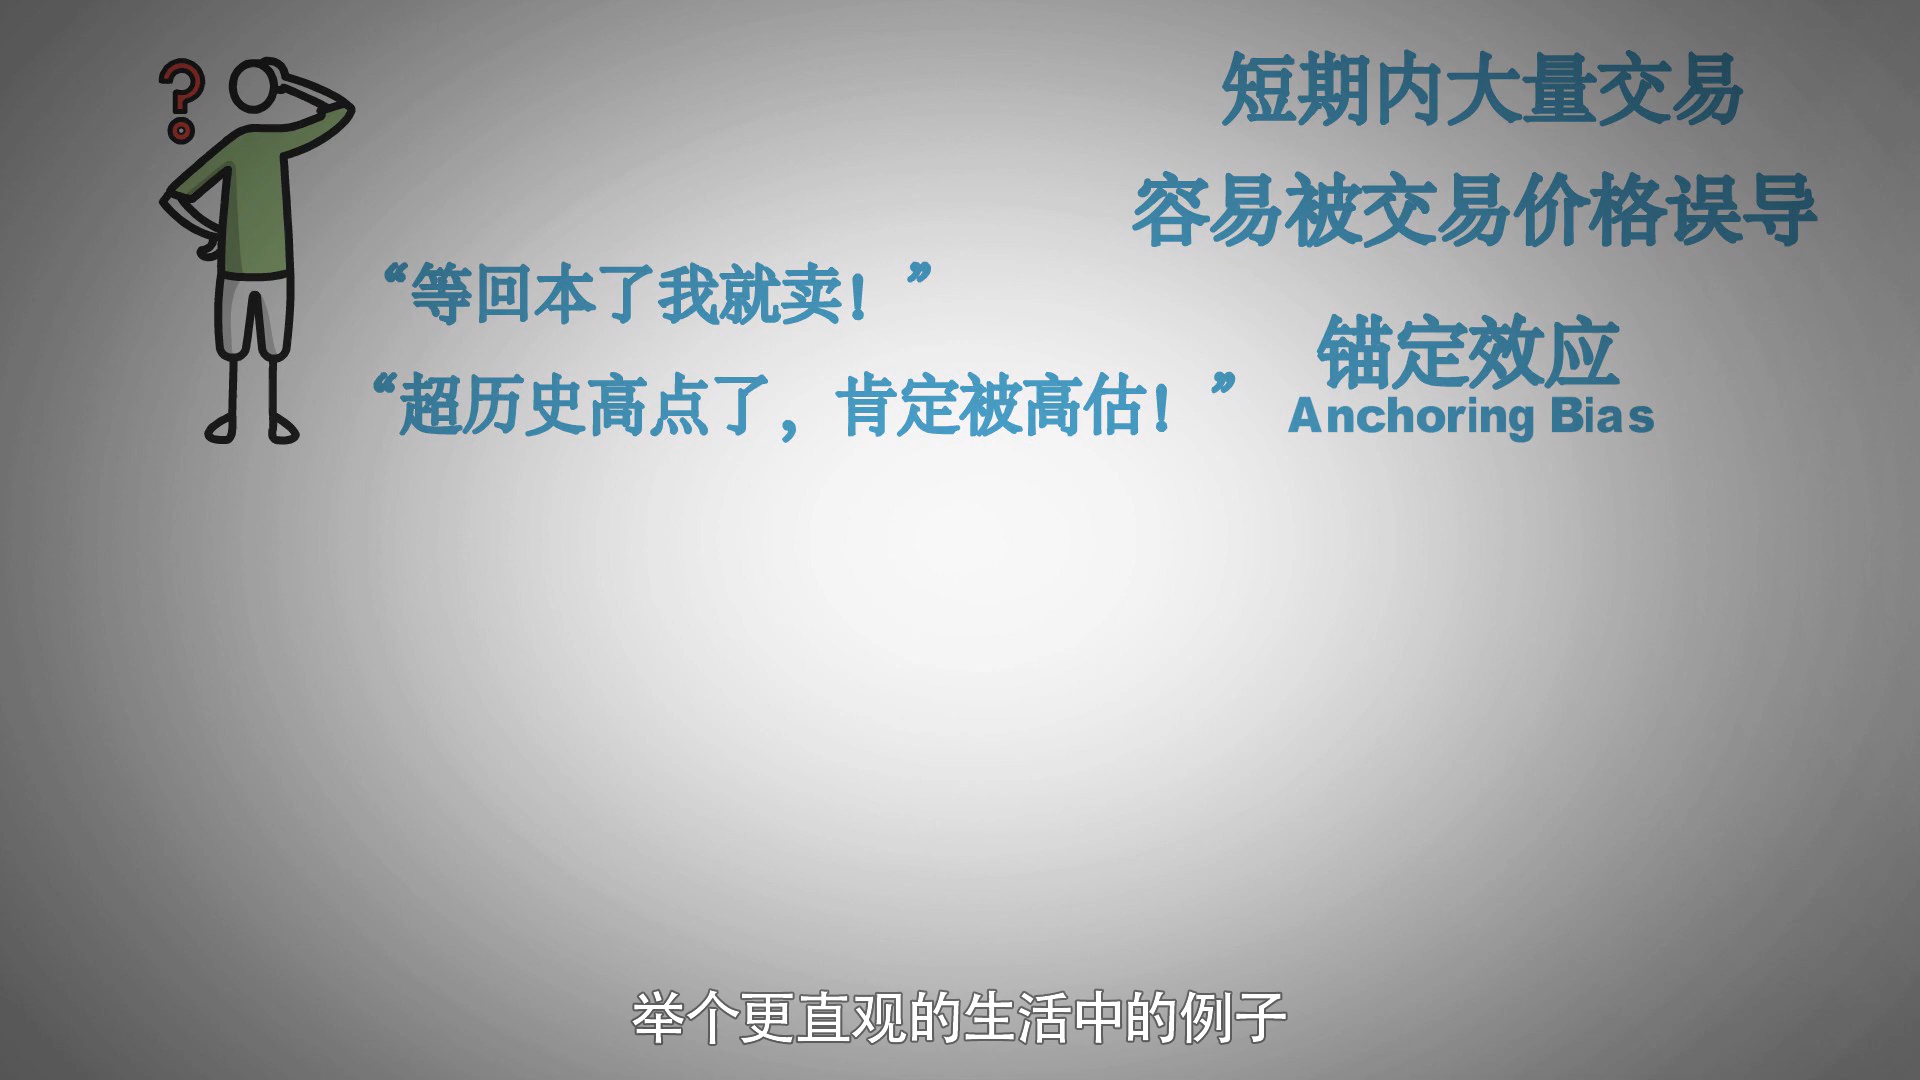 短期内大量交易
容易被交易价格误导
“等回本了我就卖！”
“超历史高点了，肯定被高估！”
锚定效应
Anchoring Bias
举个更直观的生活中的例子